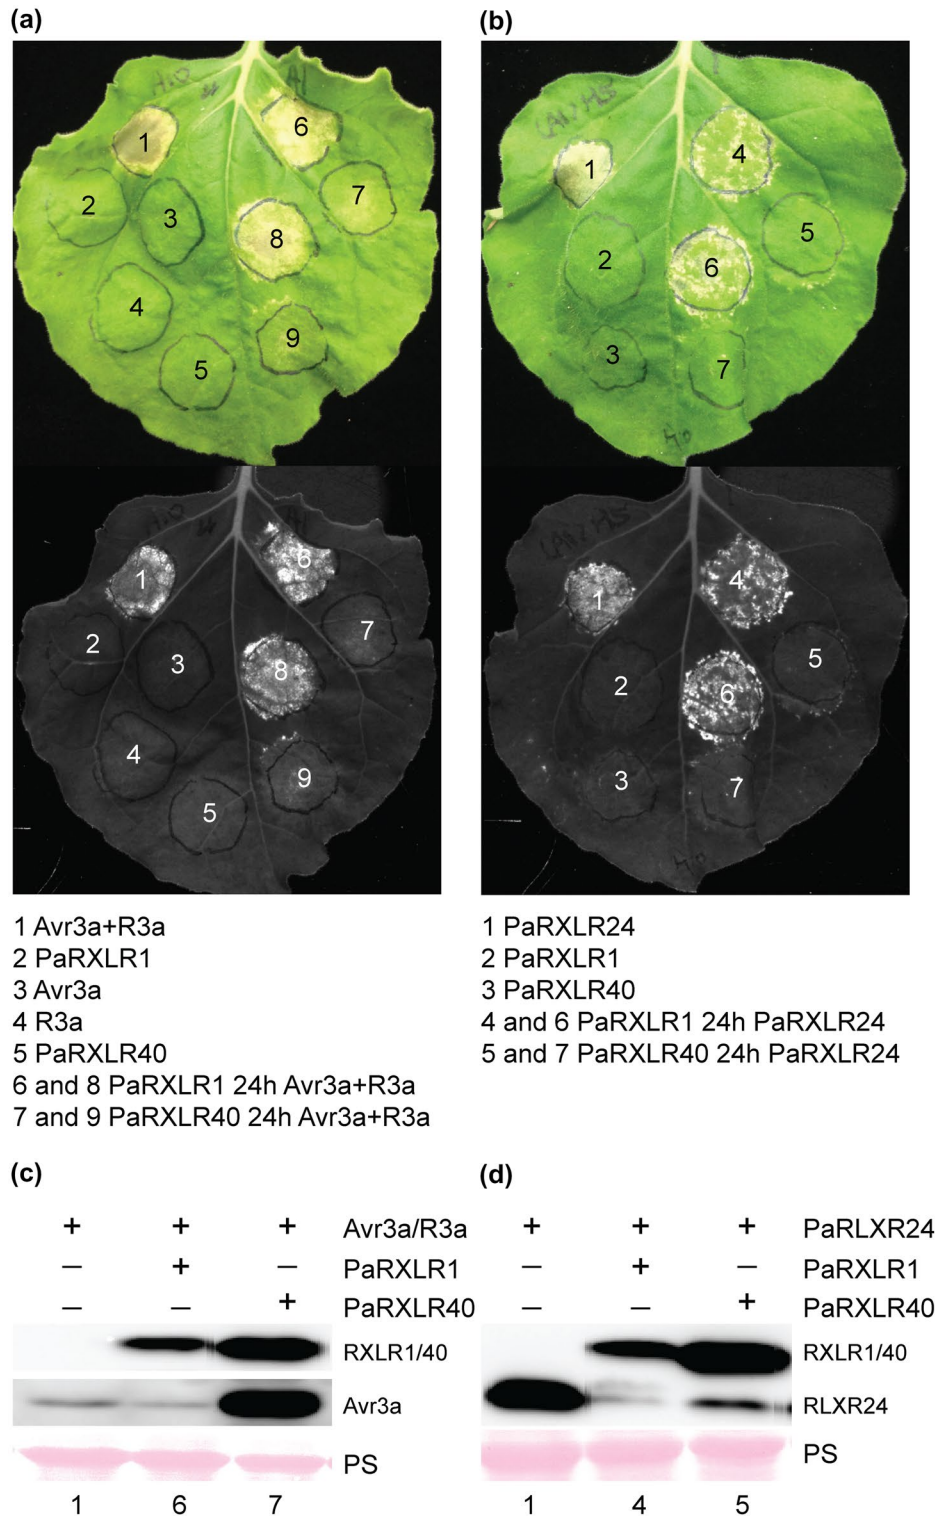 (a)
(b)
H2O
1
6
2
3
7
8
4
9
5
1
4
2
5
6
3
7
H2O
1
6
2
3
7
8
4
9
5
1
4
2
5
6
3
7
1 Avr3a+R3a
2 PaRXLR1
3 Avr3a
4 R3a
5 PaRXLR40
6 and 8 PaRXLR1 24h Avr3a+R3a
7 and 9 PaRXLR40 24h Avr3a+R3a
1 PaRXLR24
2 PaRXLR1
3 PaRXLR40
4 and 6 PaRXLR1 24h PaRXLR24
5 and 7 PaRXLR40 24h PaRXLR24
(c)
+ + + Avr3a/R3a
– + – PaRXLR1
– – + PaRXLR40
RXLR1/40
Avr3a
PS
1 6 7
(d)
+ + + PaRLXR24
– + – PaRXLR1
– – + PaRXLR40
RXLR1/40
RLXR24
PS
1 4 5